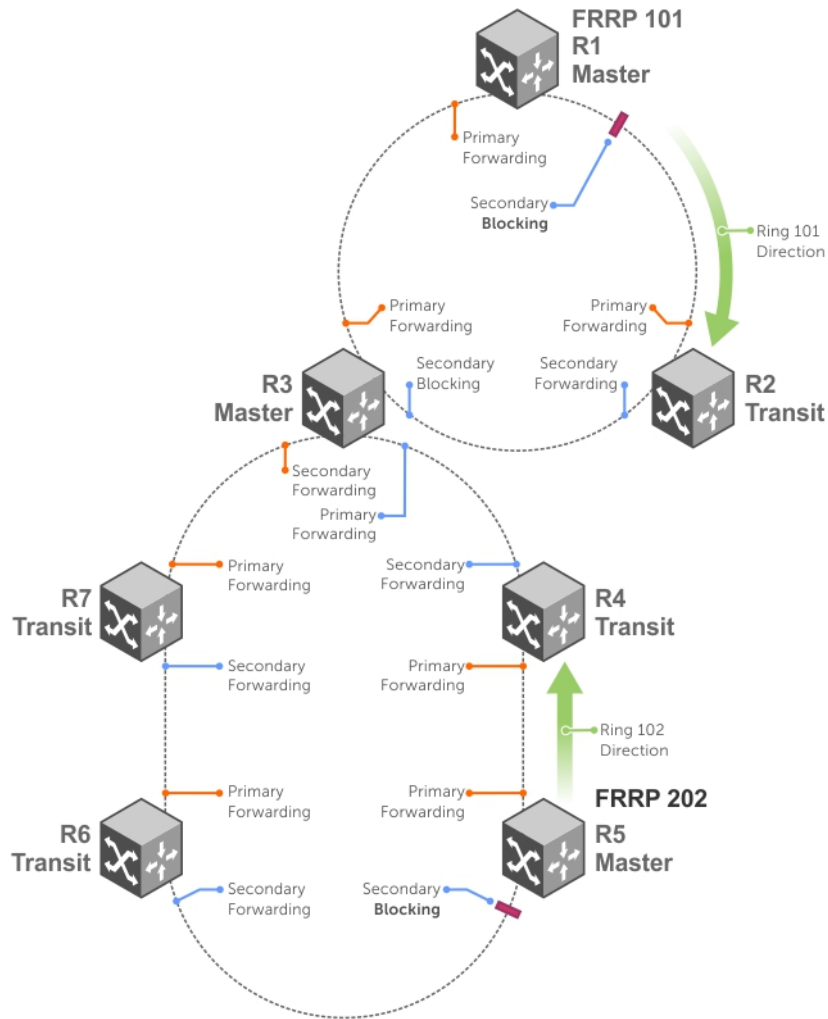 FRRP 101
R1
Master
Primary
Forwarding
Secondary
Blocking
Ring 101
Direction
Primary
Forwarding
Primary
Forwarding
R3
Master
Secondary
Blocking
Secondary
Forwarding
R2
Transit
Secondary
Forwarding
Primary
Forwarding
R7
Transit
Primary
Forwarding
Secondary
Forwarding
R4
Transit
Secondary
Forwarding
Primary
Forwarding
Ring 102
Direction
Primary
Forwarding
Primary
Forwarding
FRRP 202
R6
Transit
R5
Master
Secondary
Forwarding
Secondary
Blocking